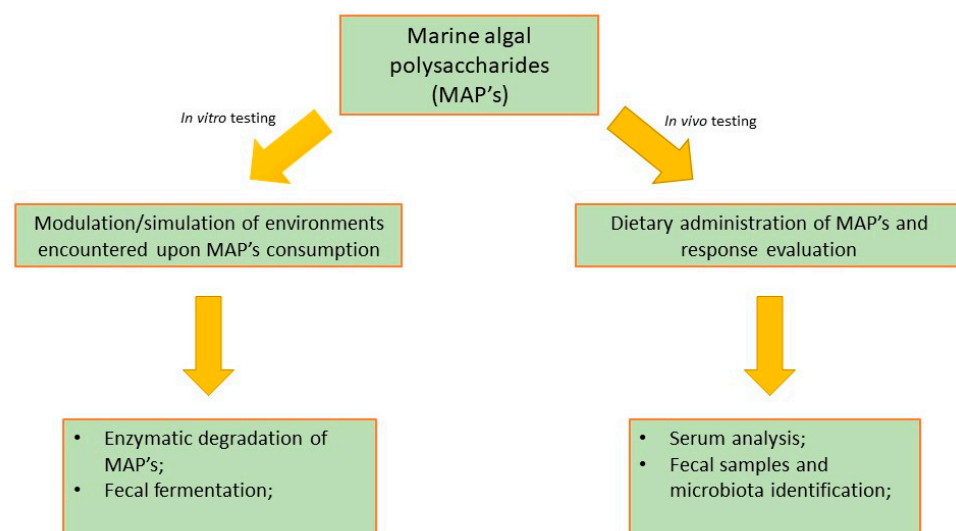 Marine algal
polysaccharides
(MAP's)
In vitro testing
In vivo testing
Modulation/simulation of environments
encountered upon MAP's consumption
Dietary administration of MAP's and
response evaluation
• Enzymatic degradation of
MAP's;
• Fecal fermentation;
• Serum analysis;
• Fecal samples and
microbiota identification;